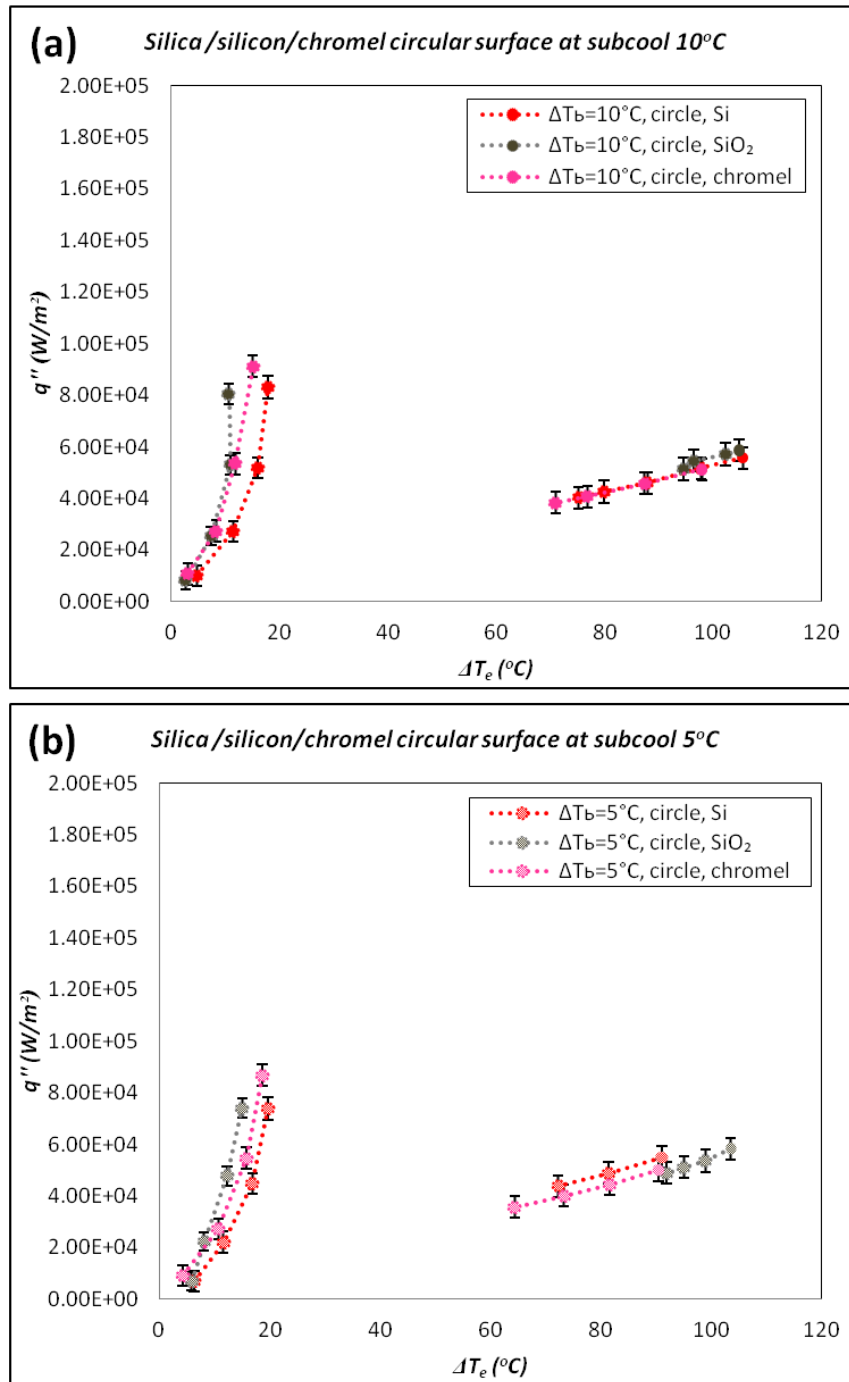 (a)
Silica /silicon/chromel circular surface at subcool 10°C
2.00E+05
1.80E+05
1.60E+05
1.40E+05
1.20E+05
1.00E+05
8.00E+04
6.00E+04
4.00E+04
2.00E+04
0.00E+00
q'' (W/m²)
ΔTь=10°C, circle, Si
ΔTь=10°C, circle, SiO₂
ΔTь=10°C, circle, chromel
0 20 40 60 80 100 120
ΔTₑ (°C)
(b)
Silica /silicon/chromel circular surface at subcool 5°C
2.00E+05
1.80E+05
1.60E+05
1.40E+05
1.20E+05
1.00E+05
8.00E+04
6.00E+04
4.00E+04
2.00E+04
0.00E+00
q'' (W/m²)
ΔTь=5°C, circle, Si
ΔTь=5°C, circle, SiO₂
ΔTь=5°C, circle, chromel
0 20 40 60 80 100 120
ΔTₑ (°C)